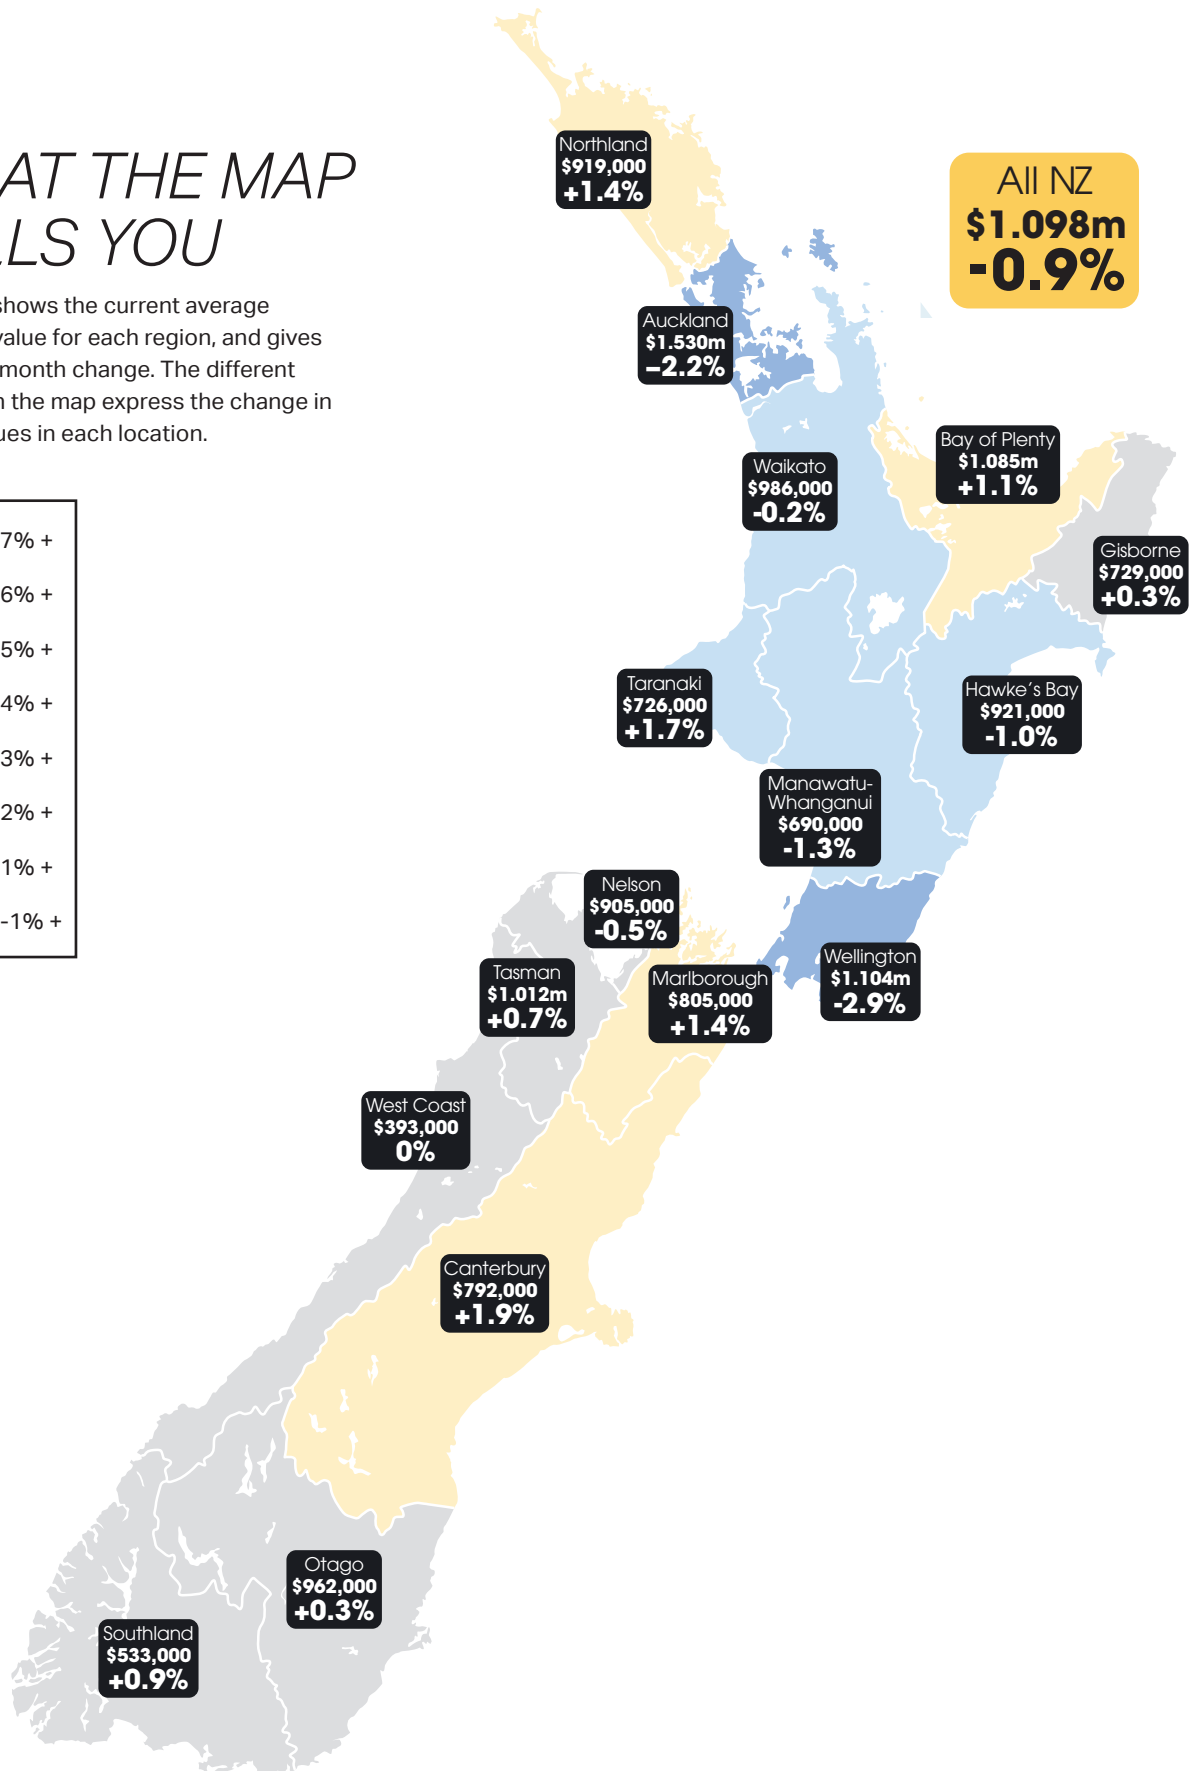 AT THE MAP
LLS YOU
shows the current average
value for each region, and gives
month change. The different
the map express the change in
ues in each location.
7% +
6% +
5% +
4% +
3% +
2% +
1% +
-1% +
All NZ
$1.098m
-0.9%
Northland
$919,000
+1.4%
Auckland
$1.530m
–2.2%
Waikato
$986,000
-0.2%
Bay of Plenty
$1.085m
+1.1%
Gisborne
$729,000
+0.3%
Taranaki
$726,000
+1.7%
Hawke's Bay
$921,000
-1.0%
Manawatu-
Whanganui
$690,000
-1.3%
Nelson
$905,000
-0.5%
Wellington
$1.104m
-2.9%
Tasman
$1.012m
+0.7%
Marlborough
$805,000
+1.4%
West Coast
$393,000
0%
Canterbury
$792,000
+1.9%
Otago
$962,000
+0.3%
Southland
$533,000
+0.9%